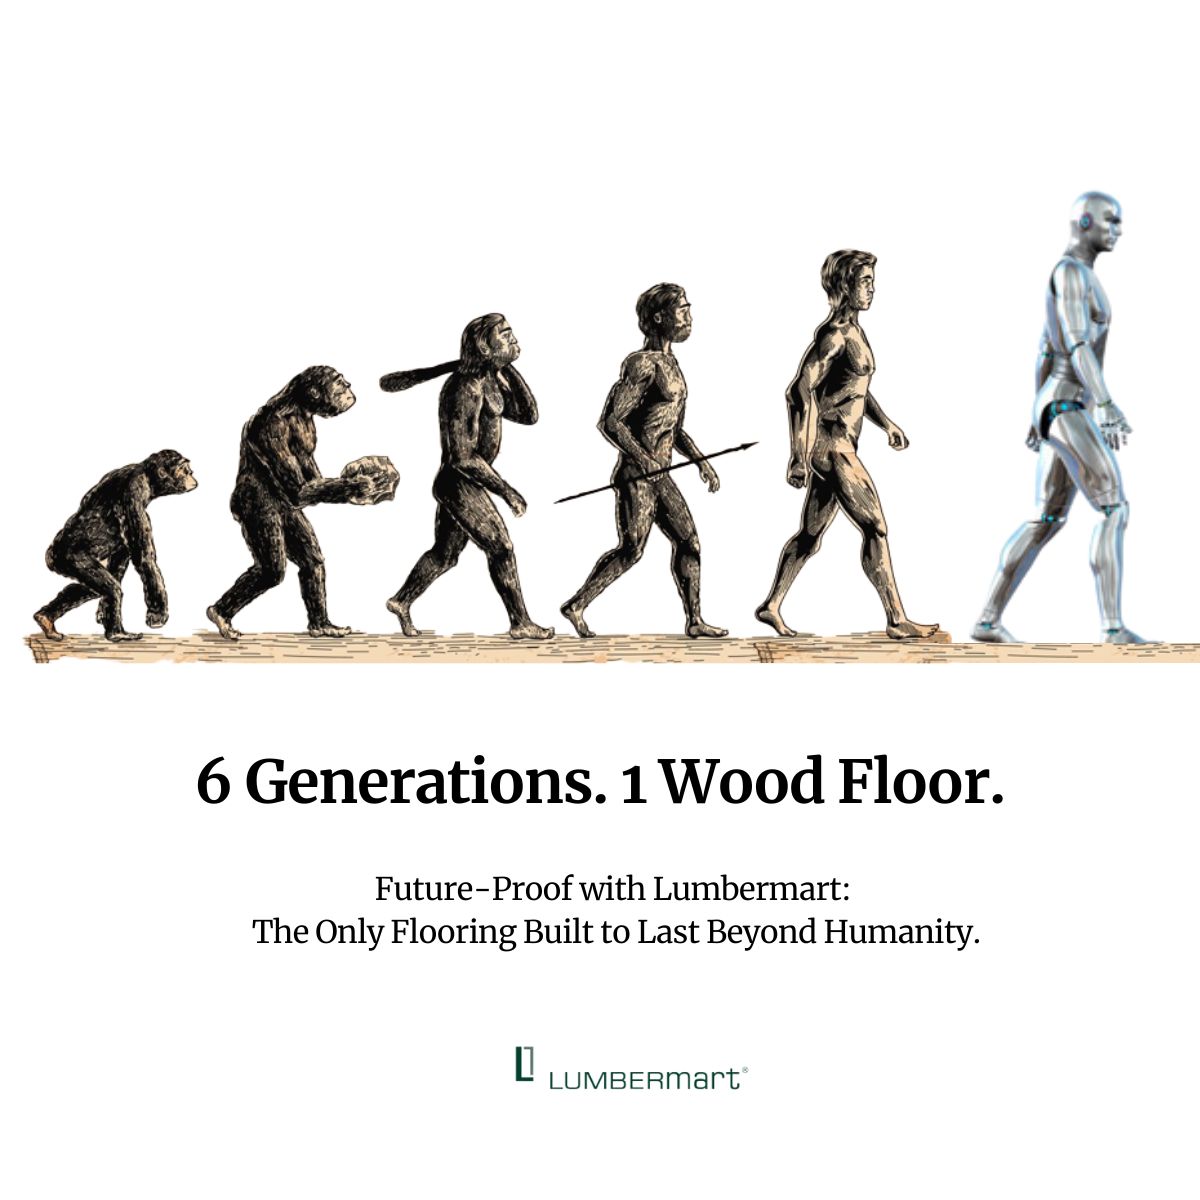 6 Generations. 1 Wood Floor.
Future-Proof with Lumbermart:
The Only Flooring Built to Last Beyond Humanity.
LUMBERmart®